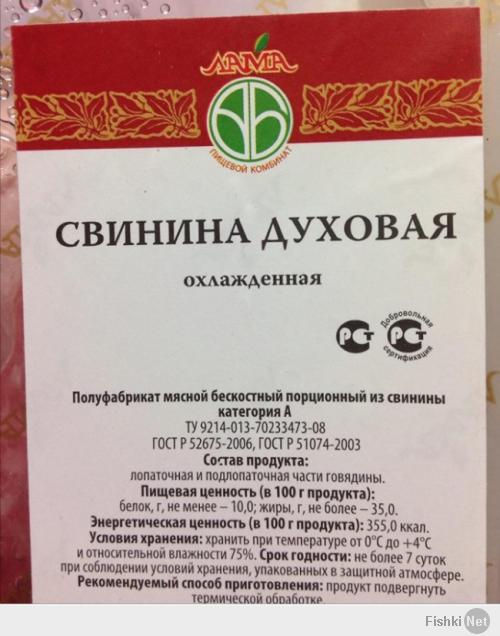 ЛАМА
ПИЩЕВОЙ КОМБИНАТ
СВИНИНА ДУХОВАЯ
охлажденная
РСТ
Добровольная
РСТ
сертификация
Полуфабрикат мясной бескостный порционный из свинины
категория А
ТУ 9214-013-70233473-08
ГОСТ Р 52675-2006, ГОСТ Р 51074-2003
Состав продукта:
лопаточная и подлопаточная части говядины.
Пищевая ценность (в 100 г продукта):
белок, г, не менее – 10,0; жиры, г, не более – 35,0.
Энергетическая ценность (в 100 г продукта): 355,0 ккал.
Условия хранения: хранить при температуре от 0°С до +4°С
и относительной влажности 75%. Срок годности: не более 7 суток
при соблюдении условий хранения, упакованных в защитной атмосфере.
Рекомендуемый способ приготовления: продукт подвергнуть
термической обработке.
Fishki Net